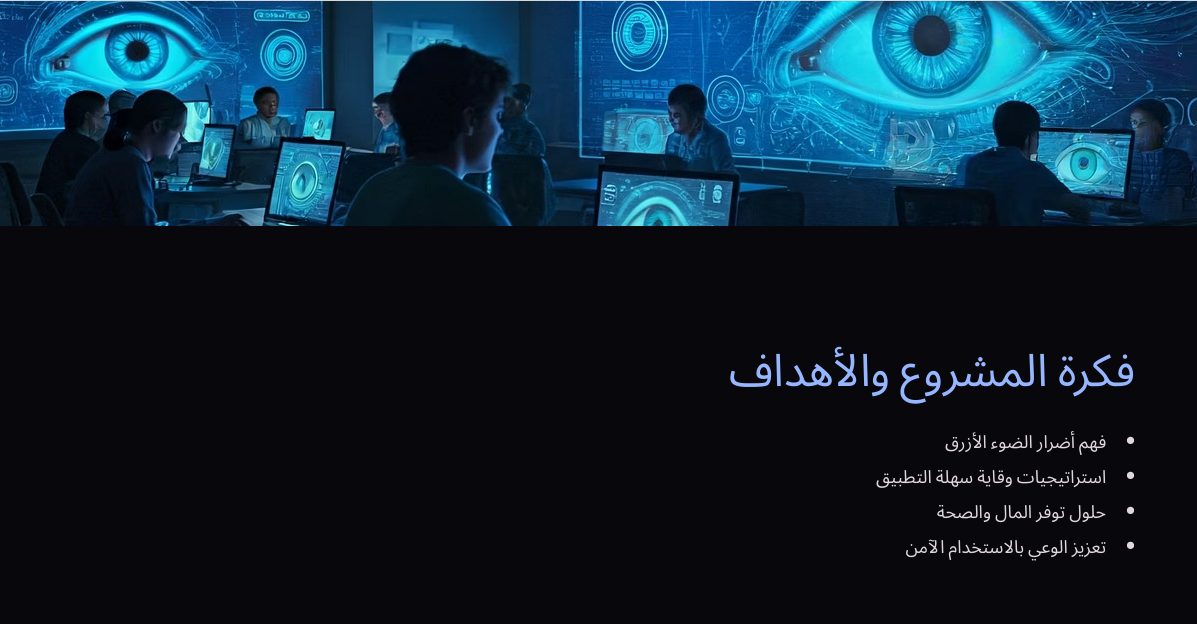 فكرة المشروع والأهداف
فهم أضرار الضوء الأزرق
استراتيجيات وقاية سهلة التطبيق
حلول توفر المال والصحة
تعزيز الوعي بالاستخدام الآمن